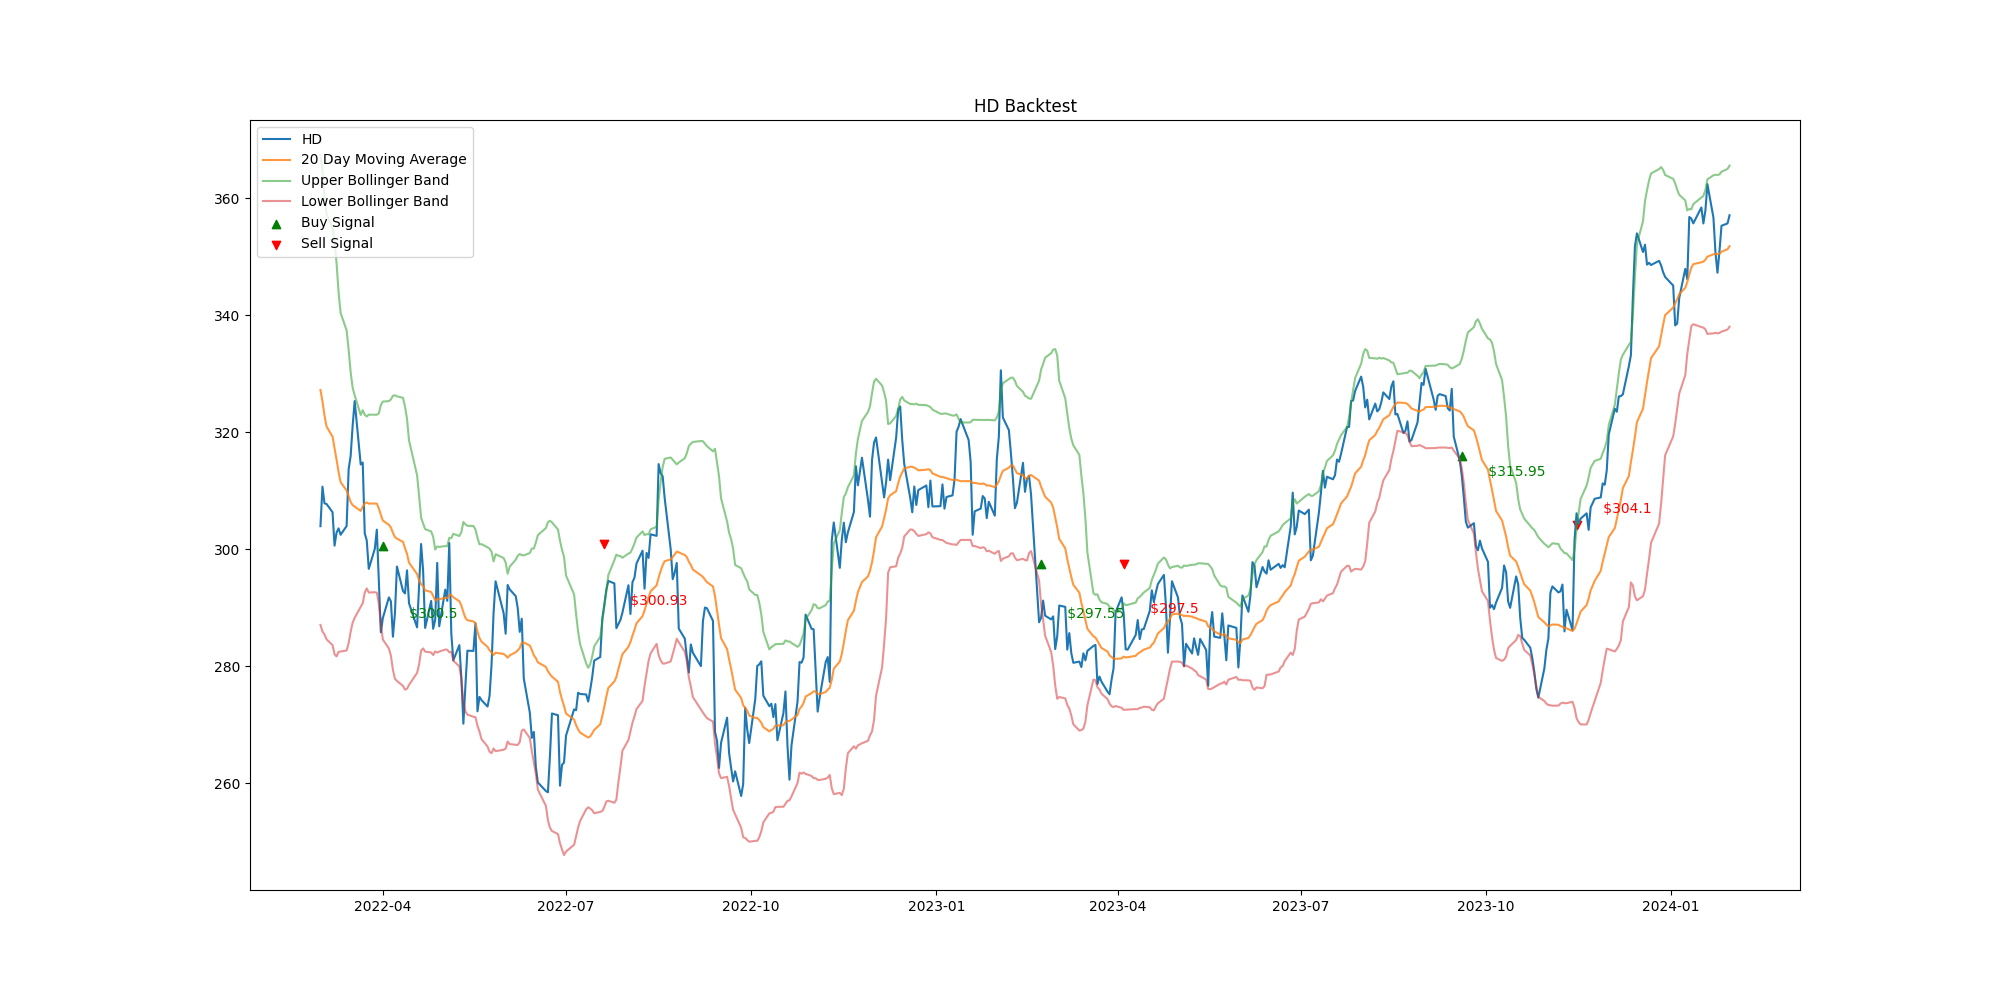 HD Backtest
HD
20 Day Moving Average
Upper Bollinger Band
Lower Bollinger Band
Buy Signal
Sell Signal
360
340
320
300
280
260
$300.5
$300.93
$297.55
$297.5
$315.95
$304.1
2022-04
2022-07
2022-10
2023-01
2023-04
2023-07
2023-10
2024-01